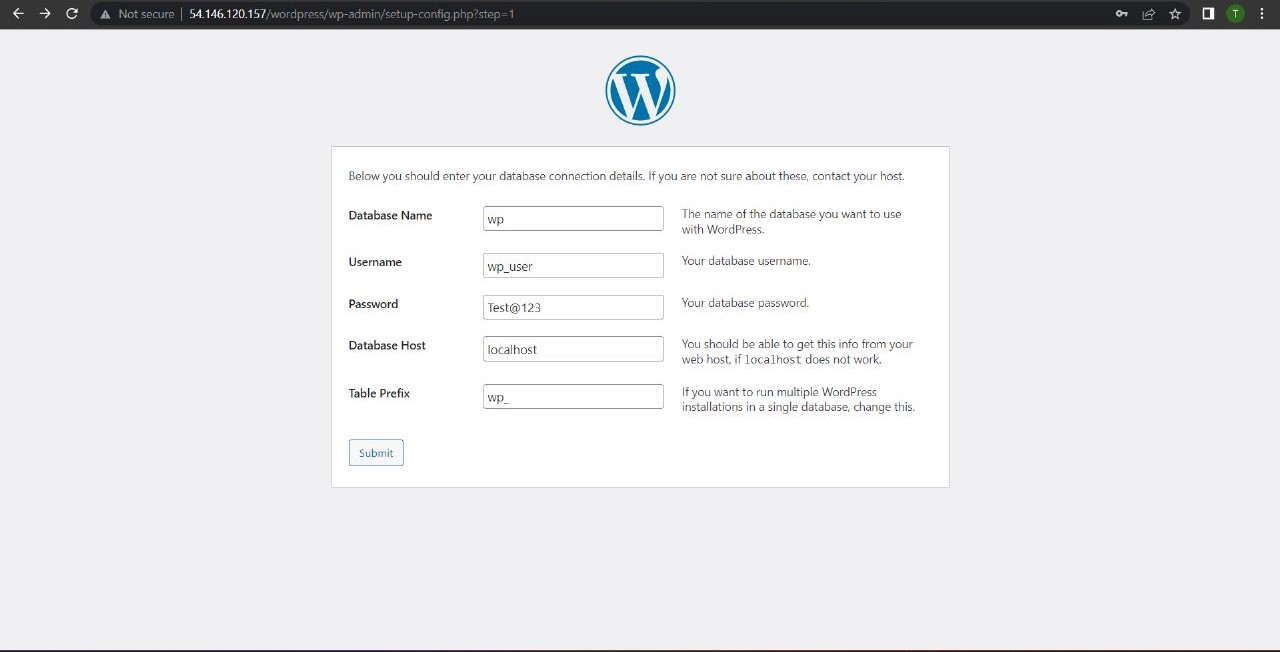 Not secure | 54.146.120.157/wordpress/wp-admin/setup-config.php?step=1
T
W
Below you should enter your database connection details. If you are not sure about these, contact your host.
Database Name
wp
The name of the database you want to use
with WordPress.
Username
wp_user
Your database username.
Password
Test@123
Your database password.
Database Host
localhost
You should be able to get this info from your
web host, if localhost does not work.
Table Prefix
wp_
If you want to run multiple WordPress
installations in a single database, change this.
Submit